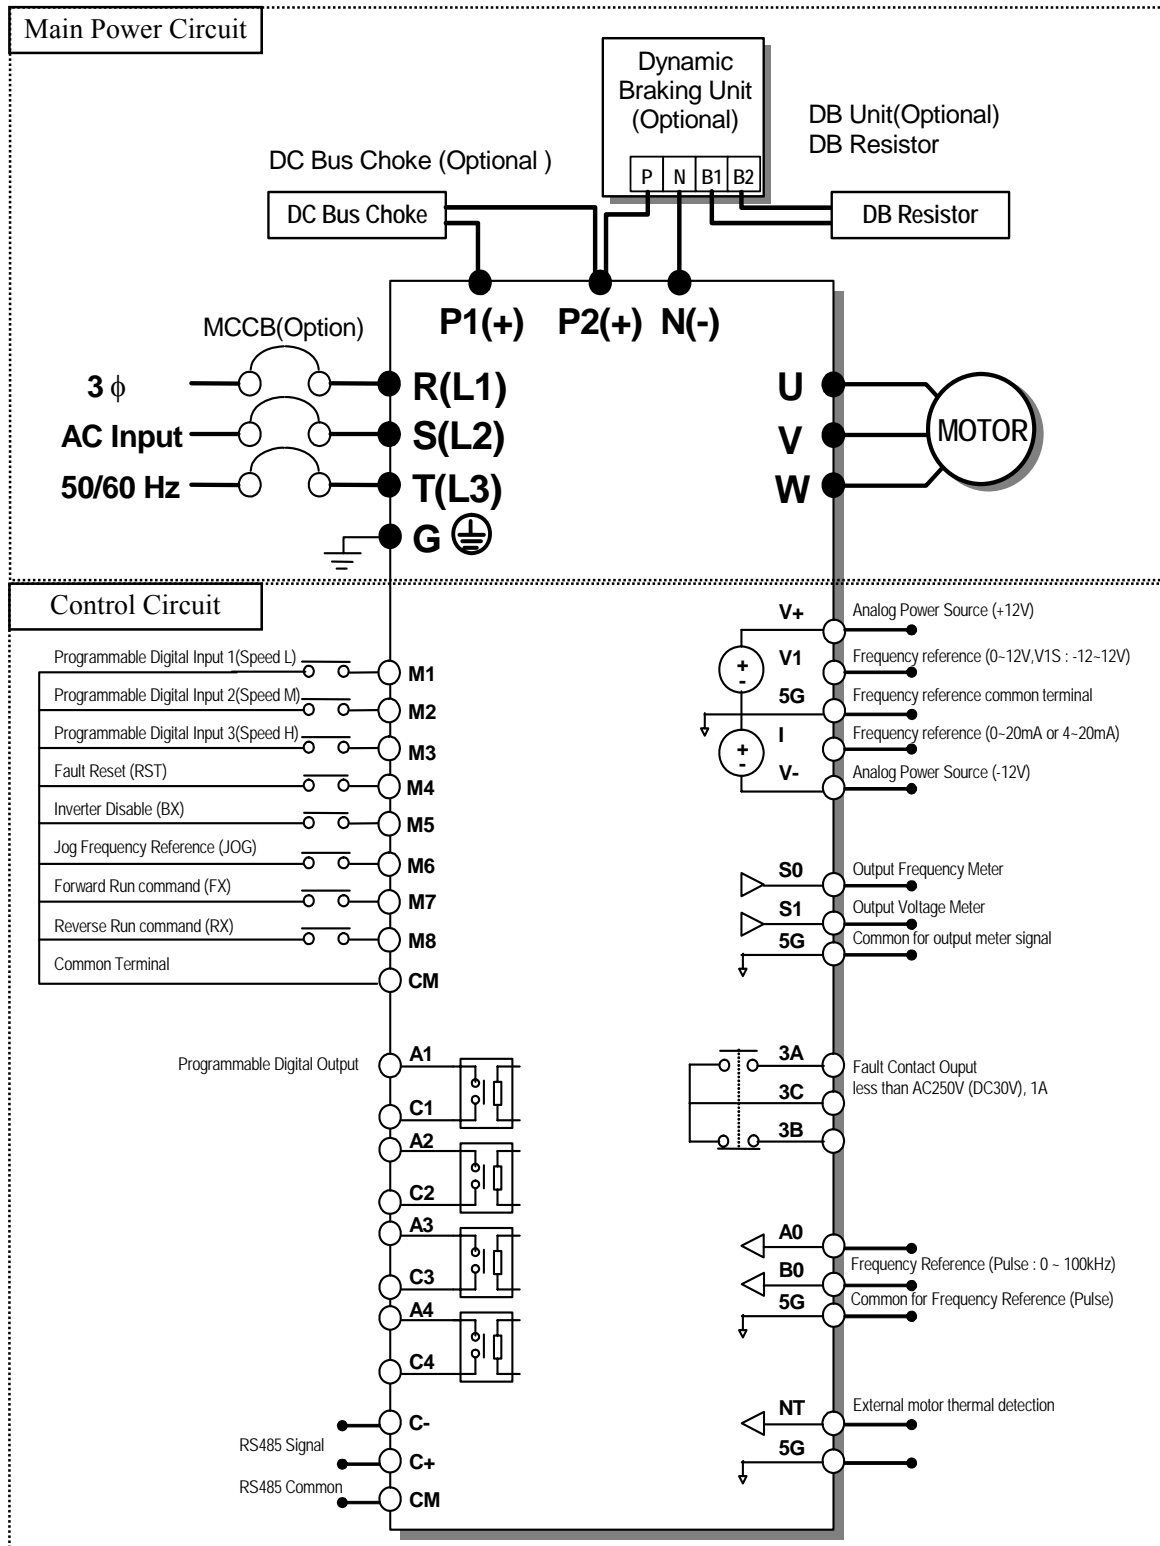 Main Power Circuit
Dynamic
Braking Unit
(Optional)
P N B1 B2
DB Unit(Optional)
DB Resistor
DC Bus Choke (Optional )
DC Bus Choke
DB Resistor
P1(+) P2(+) N(-)
MCCB(Option)
3 ϕ
R(L1)
U
AC Input
S(L2)
V
MOTOR
50/60 Hz
T(L3)
W
G
Control Circuit
Programmable Digital Input 1(Speed L)
M1
Programmable Digital Input 2(Speed M)
M2
Programmable Digital Input 3(Speed H)
M3
Fault Reset (RST)
M4
Inverter Disable (BX)
M5
Jog Frequency Reference (JOG)
M6
Forward Run command (FX)
M7
Reverse Run command (RX)
M8
Common Terminal
CM
V+
Analog Power Source (+12V)
+
-
V1
Frequency reference (0~12V,V1S : -12~12V)
5G
Frequency reference common terminal
+
-
I
Frequency reference (0~20mA or 4~20mA)
V-
Analog Power Source (-12V)
S0
Output Frequency Meter
S1
Output Voltage Meter
5G
Common for output meter signal
Programmable Digital Output
A1
C1
A2
C2
A3
C3
A4
C4
3A
Fault Contact Ouput
less than AC250V (DC30V), 1A
3C
3B
A0
Frequency Reference (Pulse : 0 ~ 100kHz)
B0
5G
Common for Frequency Reference (Pulse)
NT
External motor thermal detection
5G
C-
RS485 Signal
C+
RS485 Common
CM